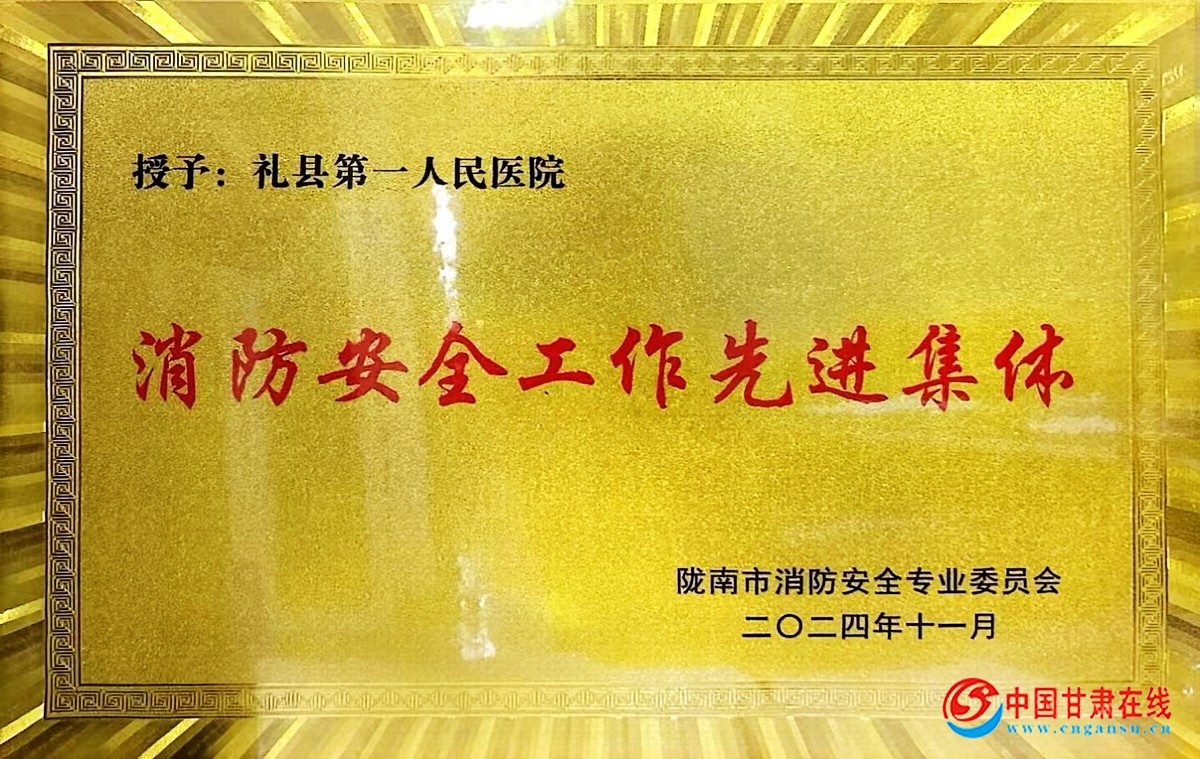 授予：礼县第一人民医院
消防安全工作先进集体
陇南市消防安全专业委员会
二〇二四年十一月
中国甘肃在线
www.cngansu.cn